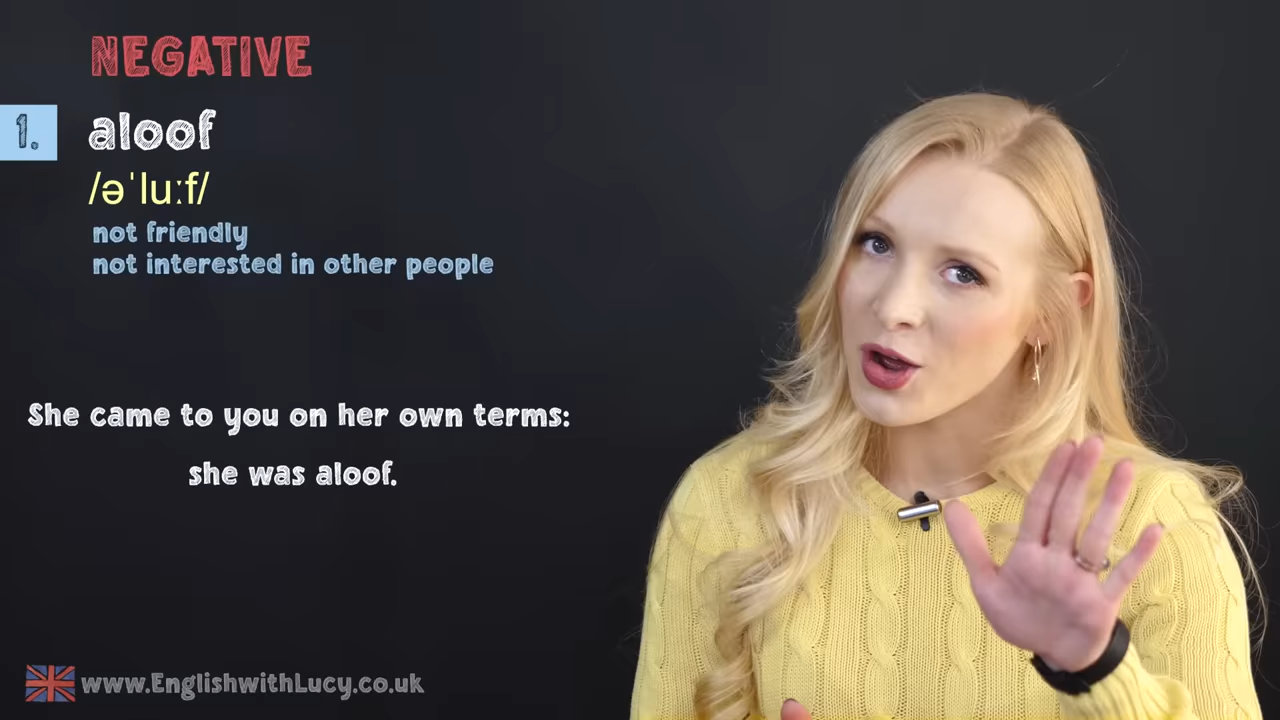 NEGATIVE
1. aloof
/əˈluːf/
not friendly
not interested in other people
She came to you on her own terms:
she was aloof.
www.EnglishwithLucy.co.uk